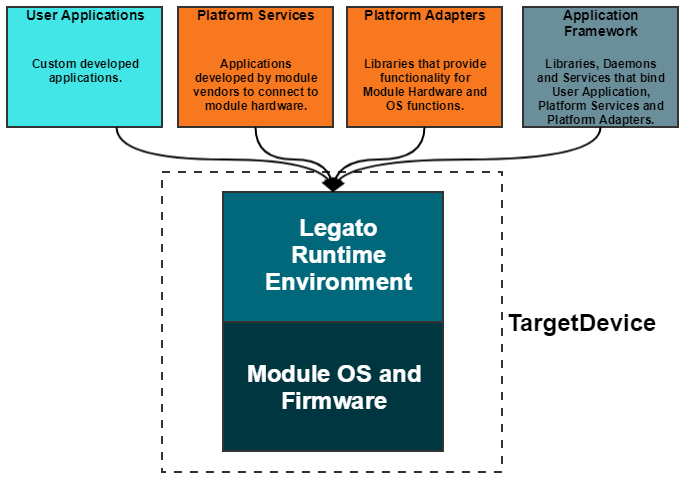 User Applications
Custom developed
applications.
Platform Services
Applications
developed by module
vendors to connect to
module hardware.
Platform Adapters
Libraries that provide
functionality for
Module Hardware and
OS functions.
Application
Framework
Libraries, Daemons
and Services that bind
User Application,
Platform Services and
Platform Adapters.
Legato
Runtime
Environment
TargetDevice
Module OS and
Firmware